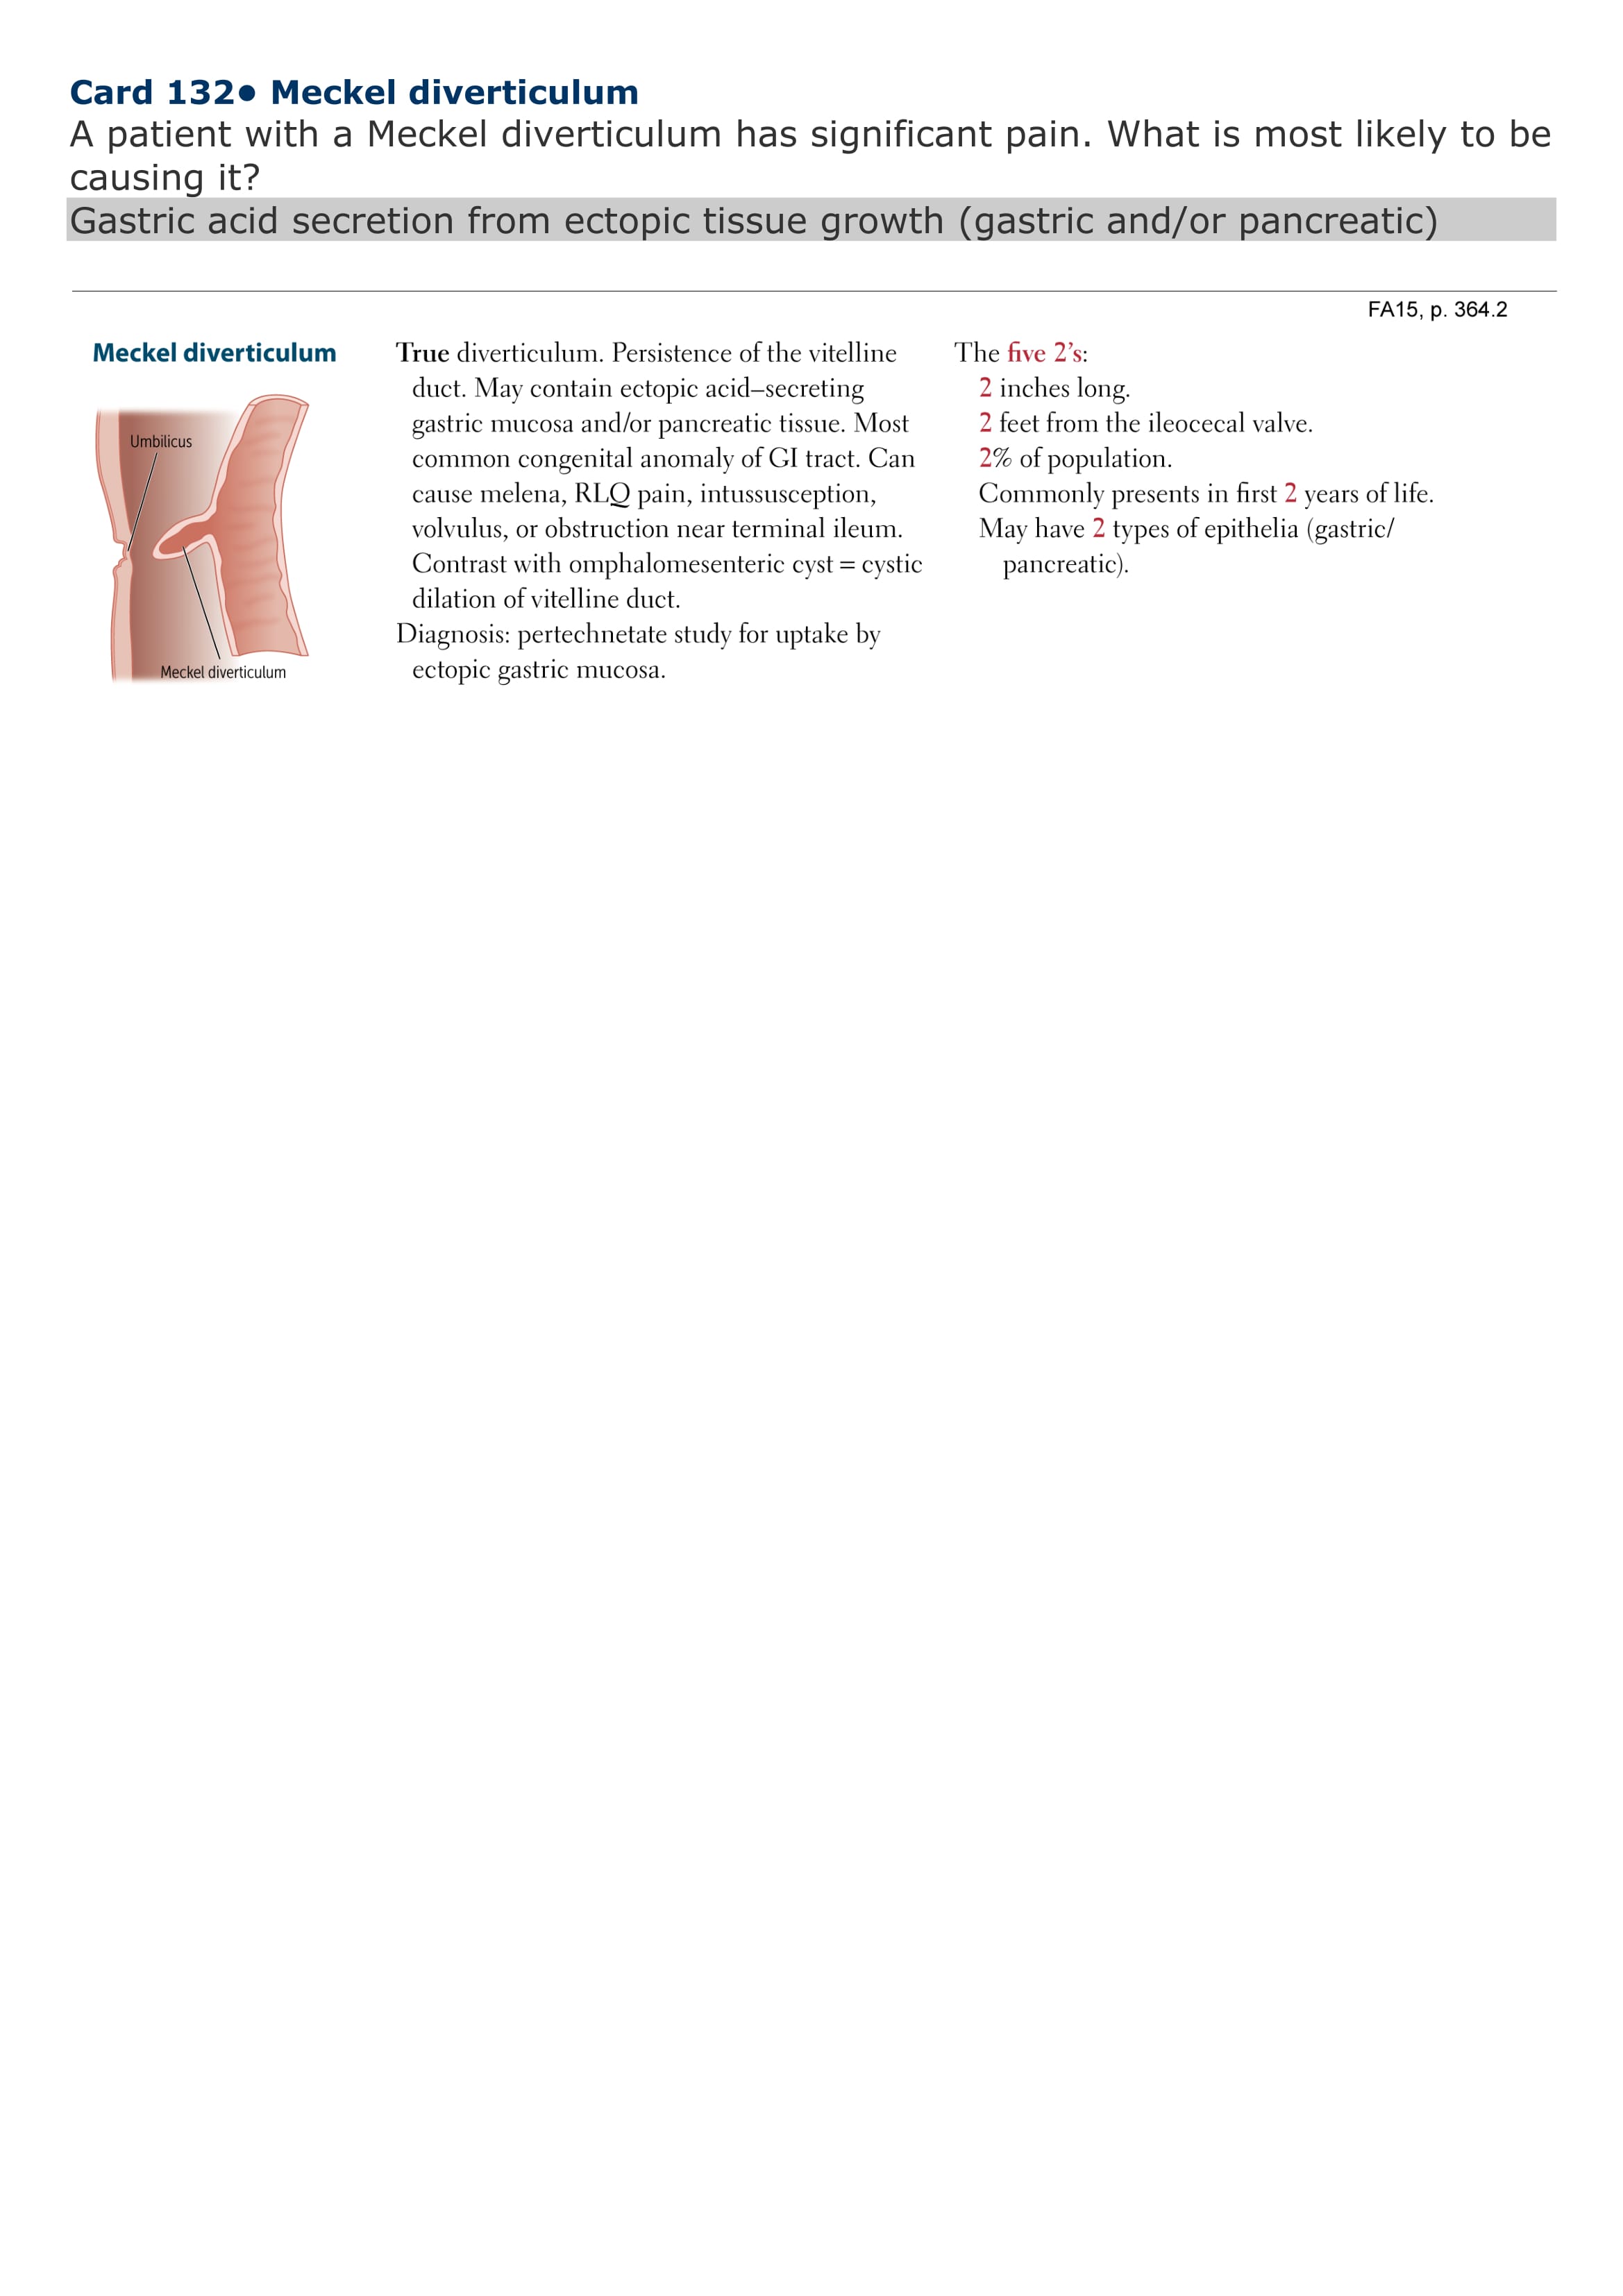 Card 132• Meckel diverticulum
A patient with a Meckel diverticulum has significant pain. What is most likely to be
causing it?
Gastric acid secretion from ectopic tissue growth (gastric and/or pancreatic)
FA15, p. 364.2
Meckel diverticulum
Umbilicus
Meckel diverticulum
True diverticulum. Persistence of the vitelline
duct. May contain ectopic acid–secreting
gastric mucosa and/or pancreatic tissue. Most
common congenital anomaly of GI tract. Can
cause melena, RLQ pain, intussusception,
volvulus, or obstruction near terminal ileum.
Contrast with omphalomesenteric cyst = cystic
dilation of vitelline duct.
Diagnosis: pertechnetate study for uptake by
ectopic gastric mucosa.
The five 2’s:
2 inches long.
2 feet from the ileocecal valve.
2% of population.
Commonly presents in first 2 years of life.
May have 2 types of epithelia (gastric/
pancreatic).